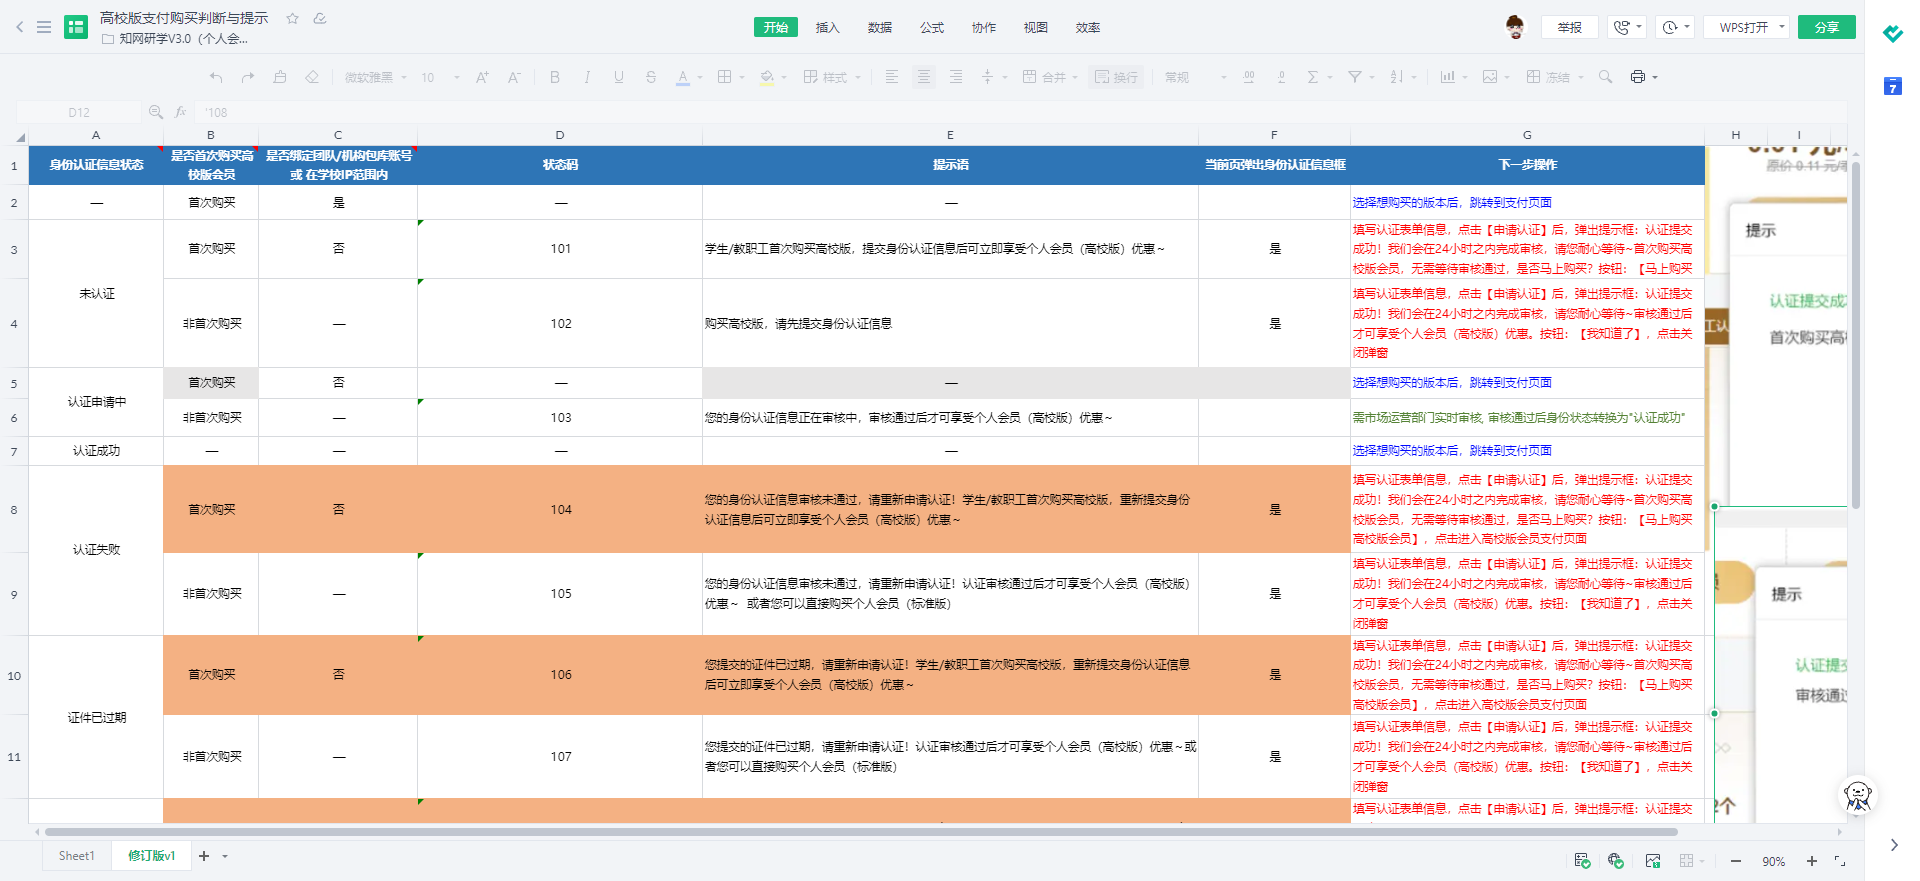 高校版支付购买判断与提示
知网研学V3.0（个人会...
开始 插入 数据 公式 协作 视图 效率
举报 WPS打开 分享
微软雅黑 10 样式 合并 换行 常规 冻结
D12 '108
A B C D E F G H I
1 身份认证信息状态 是否首次购买高校版会员 是否绑定团队/机构包库账号 或 在学校IP范围内 状态码 提示语 当前页弹出身份认证信息框 下一步操作
2 — 首次购买 是 — — 选择想购买的版本后，跳转到支付页面
3 未认证 首次购买 否 101 学生/教职工首次购买高校版，提交身份认证信息后可立即享受个人会员（高校版）优惠～ 是
填写认证表单信息，点击【申请认证】后，弹出提示框：认证提交
成功！我们会在24小时之内完成审核，请您耐心等待~首次购买高
校版会员，无需等待审核通过，是否马上购买？按钮：【马上购买
4 非首次购买 — 102 购买高校版，请先提交身份认证信息 是
填写认证表单信息，点击【申请认证】后，弹出提示框：认证提交
成功！我们会在24小时之内完成审核，请您耐心等待~审核通过后
才可享受个人会员（高校版）优惠。按钮：【我知道了】，点击关
闭弹窗
5 认证申请中 首次购买 否 — — 选择想购买的版本后，跳转到支付页面
6 非首次购买 — 103 您的身份认证信息正在审核中，审核通过后才可享受个人会员（高校版）优惠～ 需市场运营部门实时审核, 审核通过后身份状态转换为"认证成功"
7 认证成功 — — — — 选择想购买的版本后，跳转到支付页面
8 认证失败 首次购买 否 104
您的身份认证信息审核未通过，请重新申请认证！学生/教职工首次购买高校版，重新提交身份
认证信息后可立即享受个人会员（高校版）优惠～
是
填写认证表单信息，点击【申请认证】后，弹出提示框：认证提交
成功！我们会在24小时之内完成审核，请您耐心等待~首次购买高
校版会员，无需等待审核通过，是否马上购买？按钮：【马上购买
高校版会员】，点击进入高校版会员支付页面
9 非首次购买 — 105
您的身份认证信息审核未通过，请重新申请认证！认证审核通过后才可享受个人会员（高校版）
优惠～ 或者您可以直接购买个人会员（标准版）
是
填写认证表单信息，点击【申请认证】后，弹出提示框：认证提交
成功！我们会在24小时之内完成审核，请您耐心等待~审核通过后
才可享受个人会员（高校版）优惠。按钮：【我知道了】，点击关
闭弹窗
10 证件已过期 首次购买 否 106
您提交的证件已过期，请重新申请认证！学生/教职工首次购买高校版，重新提交身份认证信息
后可立即享受个人会员（高校版）优惠～
是
填写认证表单信息，点击【申请认证】后，弹出提示框：认证提交
成功！我们会在24小时之内完成审核，请您耐心等待~首次购买高
校版会员，无需等待审核通过，是否马上购买？按钮：【马上购买
高校版会员】，点击进入高校版会员支付页面
11 非首次购买 — 107
您提交的证件已过期，请重新申请认证！认证审核通过后才可享受个人会员（高校版）优惠～或
者您可以直接购买个人会员（标准版）
是
填写认证表单信息，点击【申请认证】后，弹出提示框：认证提交
成功！我们会在24小时之内完成审核，请您耐心等待~审核通过后
才可享受个人会员（高校版）优惠。按钮：【我知道了】，点击关
闭弹窗
填写认证表单信息，点击【申请认证】后，弹出提示框：认证提交
原价 0.11 元/
提示
认证提交成
工认
首次购买高
提示
认证提
审核通过
2个
7
Sheet1 修订版v1
90%